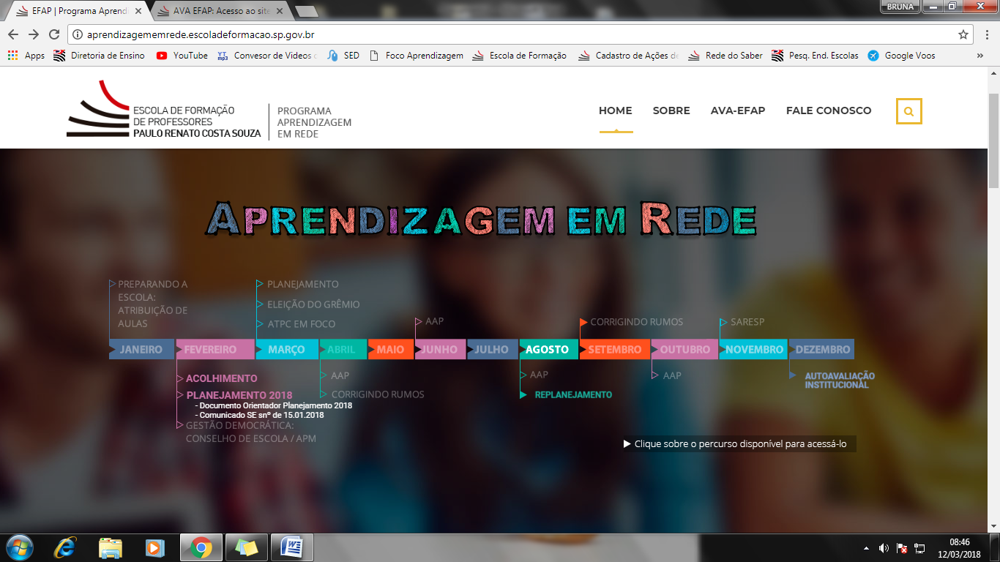 EFAP | Programa Aprendi
AVA EFAP: Acesso ao site
BRUNA
aprendizagememrede.escoladeformacao.sp.gov.br
Apps
Diretoria de Ensino
YouTube
YT mp3
Convesor de Videos
SED
Foco Aprendizagem
Escola de Formação
Cadastro de Ações de
Rede do Saber
Pesq. End. Escolas
Google Voos
»
ESCOLA DE FORMAÇÃO
DE PROFESSORES
PAULO RENATO COSTA SOUZA
PROGRAMA
APRENDIZAGEM
EM REDE
HOME
SOBRE
AVA-EFAP
FALE CONOSCO
APRENDIZAGEM EM REDE
PREPARANDO A
ESCOLA:
ATRIBUIÇÃO DE
AULAS
PLANEJAMENTO
ELEIÇÃO DO GRÊMIO
ATPC EM FOCO
AAP
CORRIGINDO RUMOS
SARESP
JANEIRO
FEVEREIRO
MARÇO
ABRIL
MAIO
JUNHO
JULHO
AGOSTO
SETEMBRO
OUTUBRO
NOVEMBRO
DEZEMBRO
ACOLHIMENTO
PLANEJAMENTO 2018
- Documento Orientador Planejamento 2018
- Comunicado SE snº de 15.01.2018
GESTÃO DEMOCRÁTICA:
CONSELHO DE ESCOLA / APM
AAP
CORRIGINDO RUMOS
AAP
REPLANEJAMENTO
AAP
AUTOAVALIAÇÃO
INSTITUCIONAL
Clique sobre o percurso disponível para acessá-lo
08:46
12/03/2018